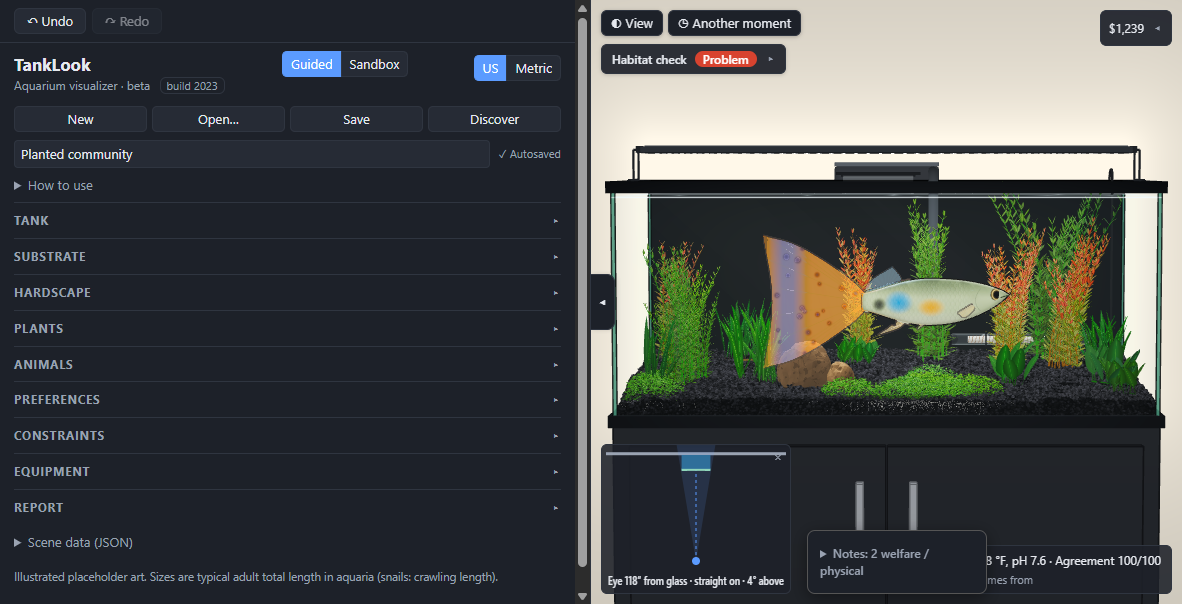 Undo
Redo
TankLook
Aquarium visualizer · beta
build 2023
Guided
Sandbox
US
Metric
New
Open...
Save
Discover
Planted community
✓ Autosaved
How to use
TANK
SUBSTRATE
HARDSCAPE
PLANTS
ANIMALS
PREFERENCES
CONSTRAINTS
EQUIPMENT
REPORT
Scene data (JSON)
Illustrated placeholder art. Sizes are typical adult total length in aquaria (snails: crawling length).
View
Another moment
$1,239
Habitat check
Problem
Eye 118" from glass · straight on · 4° above
Notes: 2 welfare /
physical
8 °F, pH 7.6 · Agreement 100/100
mes from